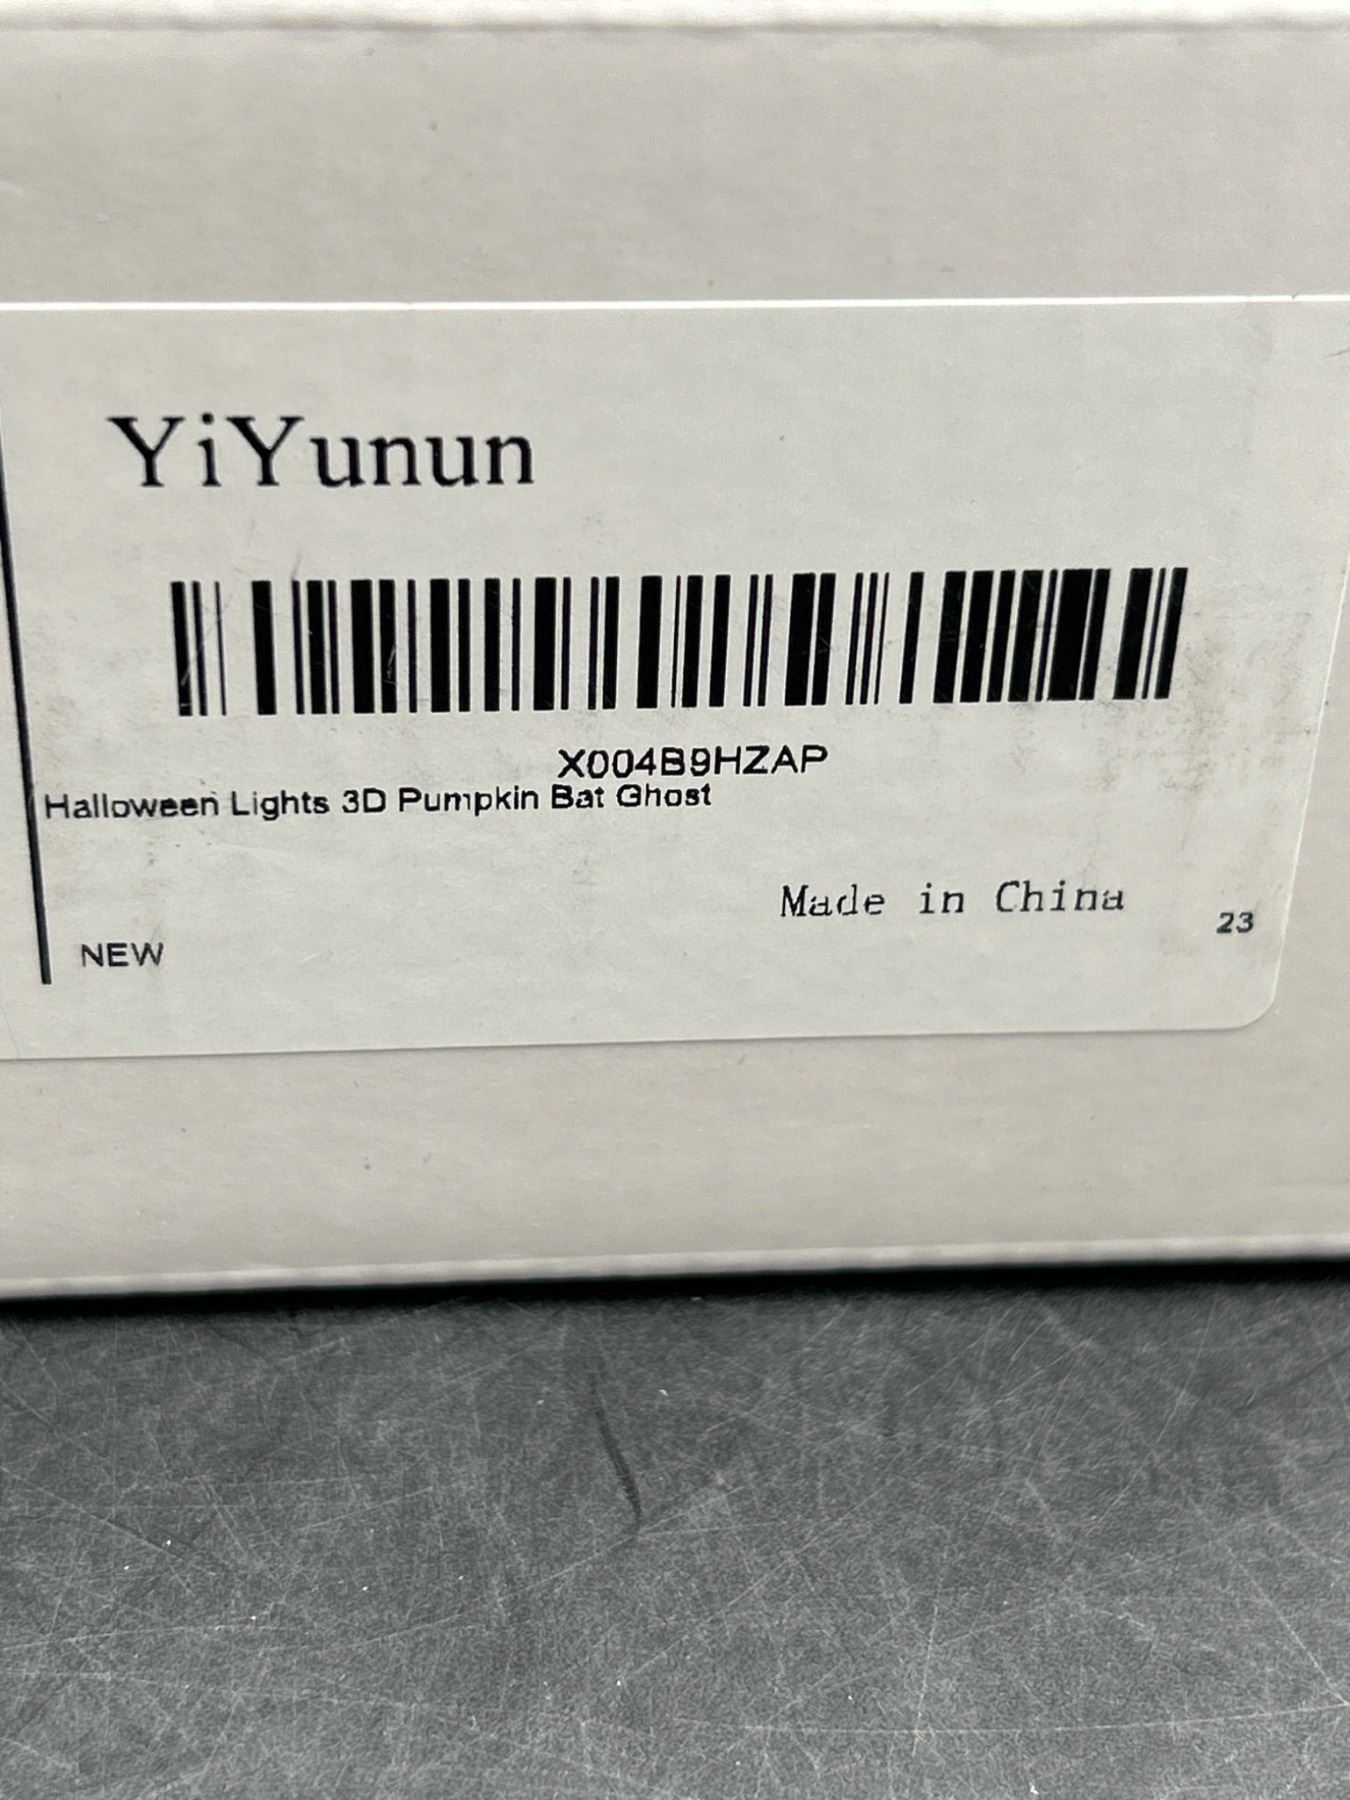 YiYunun
X004B9HZAP
Halloween Lights 3D Pumpkin Bat Ghost
Made in China
23
NEW